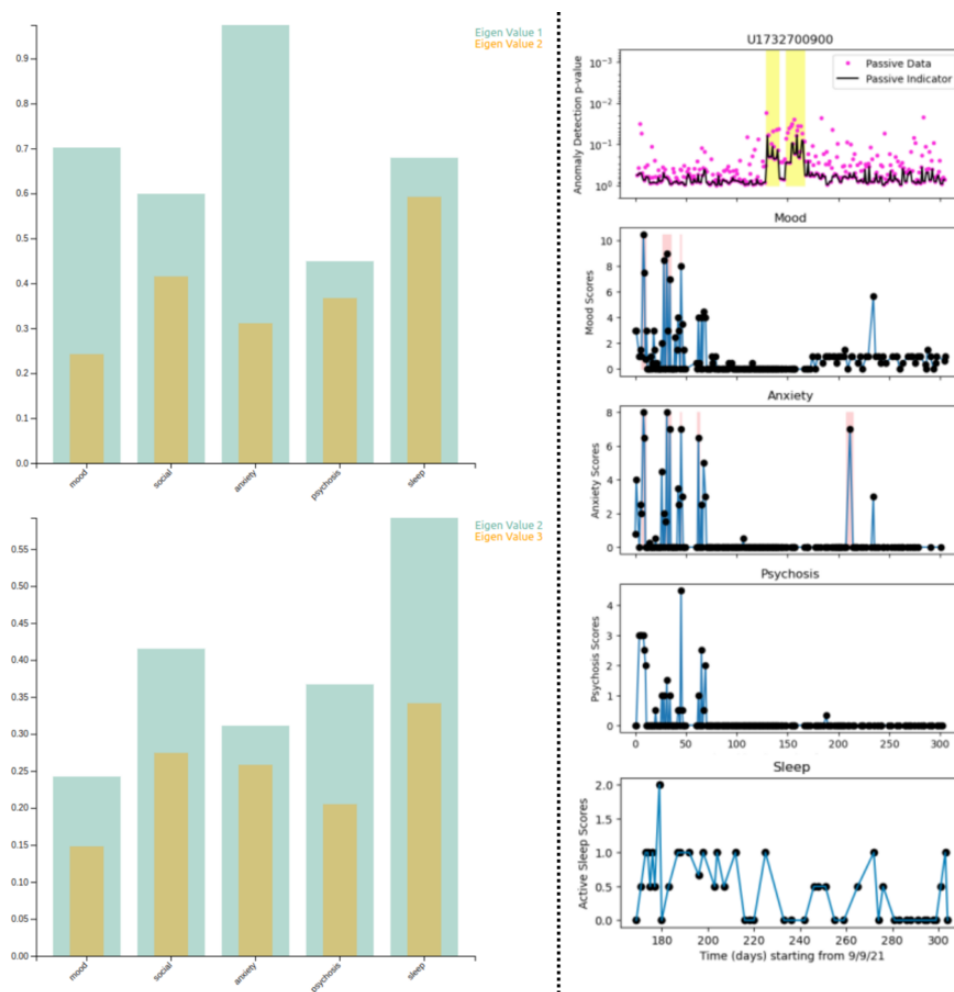 Eigen Value 1
Eigen Value 2
0.9
0.8
0.7
0.6
0.5
0.4
0.3
0.2
0.1
0.0
mood
social
anxiety
psychosis
sleep
Eigen Value 2
Eigen Value 3
0.55
0.50
0.45
0.40
0.35
0.30
0.25
0.20
0.15
0.10
0.05
0.00
mood
social
anxiety
psychosis
sleep
U1732700900
Anomaly Detection p-value
10⁻³
10⁻²
10⁻¹
10⁰
Passive Data
Passive Indicator
Mood
Mood Scores
10
8
6
4
2
0
Anxiety
Anxiety Scores
8
6
4
2
0
Psychosis
Psychosis Scores
4
3
2
1
0
0 50 100 150 200 250 300
Sleep
Active Sleep Scores
2.0
1.5
1.0
0.5
0.0
180 200 220 240 260 280 300
Time (days) starting from 9/9/21